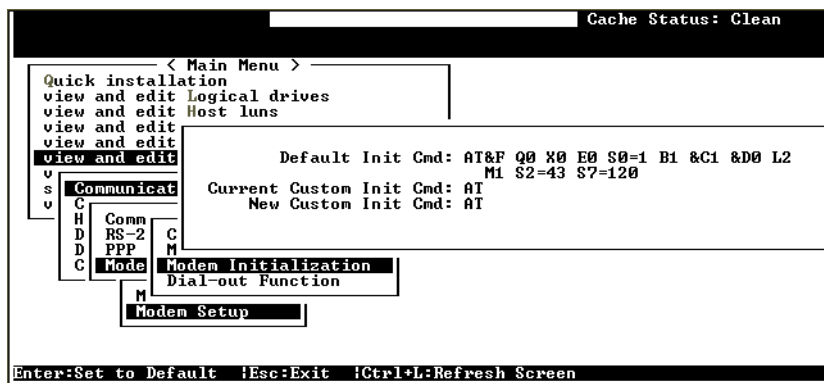 Cache Status: Clean
< Main Menu >
Quick installation
view and edit Logical drives
view and edit Host luns
view and edit
view and edit
view and edit
v
s
v
Default Init Cmd: AT&F Q0 X0 E0 S0=1 B1 &C1 &D0 L2
M1 S2=43 S7=120
Current Custom Init Cmd: AT
New Custom Init Cmd: AT
Communicat
C
H
D
D
C
Comm
RS-2
PPP
Mode
C
M
Modem Initialization
Dial-out Function
M
Modem Setup
Enter:Set to Default |Esc:Exit |Ctrl+L:Refresh Screen